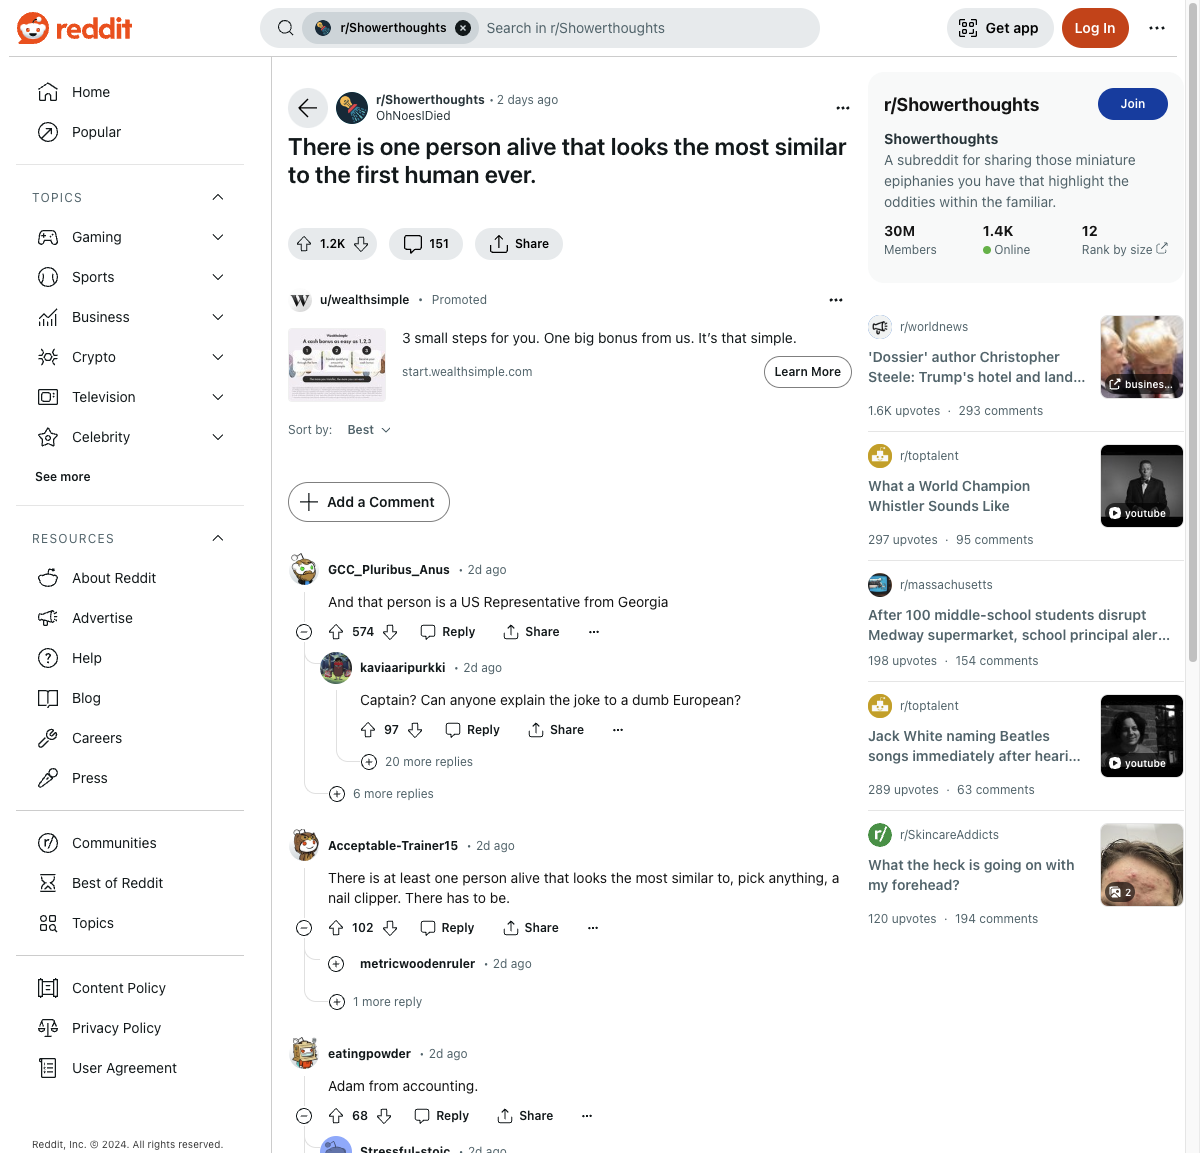 reddit
r/Showerthoughts
Search in r/Showerthoughts
Get app
Log In
Home
Popular
TOPICS
Gaming
Sports
Business
Crypto
Television
Celebrity
See more
RESOURCES
About Reddit
Advertise
Help
Blog
Careers
Press
Communities
Best of Reddit
Topics
Content Policy
Privacy Policy
User Agreement
Reddit, Inc. © 2024. All rights reserved.
r/Showerthoughts • 2 days ago
OhNoesIDied
There is one person alive that looks the most similar
to the first human ever.
1.2K
151
Share
u/wealthsimple • Promoted
3 small steps for you. One big bonus from us. It’s that simple.
start.wealthsimple.com
Learn More
A cash bonus as easy as 1,2,3
Sort by: Best
Add a Comment
GCC_Pluribus_Anus • 2d ago
And that person is a US Representative from Georgia
574 Reply Share
kaviaaripurkki • 2d ago
Captain? Can anyone explain the joke to a dumb European?
97 Reply Share
20 more replies
6 more replies
Acceptable-Trainer15 • 2d ago
There is at least one person alive that looks the most similar to, pick anything, a
nail clipper. There has to be.
102 Reply Share
metricwoodenruler • 2d ago
1 more reply
eatingpowder • 2d ago
Adam from accounting.
68 Reply Share
Stressful-stoic • 2d ago
r/Showerthoughts
Join
Showerthoughts
A subreddit for sharing those miniature
epiphanies you have that highlight the
oddities within the familiar.
30M 1.4K 12
Members Online Rank by size
r/worldnews
'Dossier' author Christopher
Steele: Trump's hotel and land...
busines...
1.6K upvotes · 293 comments
r/toptalent
What a World Champion
Whistler Sounds Like
youtube
297 upvotes · 95 comments
r/massachusetts
After 100 middle-school students disrupt
Medway supermarket, school principal aler...
198 upvotes · 154 comments
r/toptalent
Jack White naming Beatles
songs immediately after heari...
youtube
289 upvotes · 63 comments
r/SkincareAddicts
What the heck is going on with
my forehead?
2
120 upvotes · 194 comments